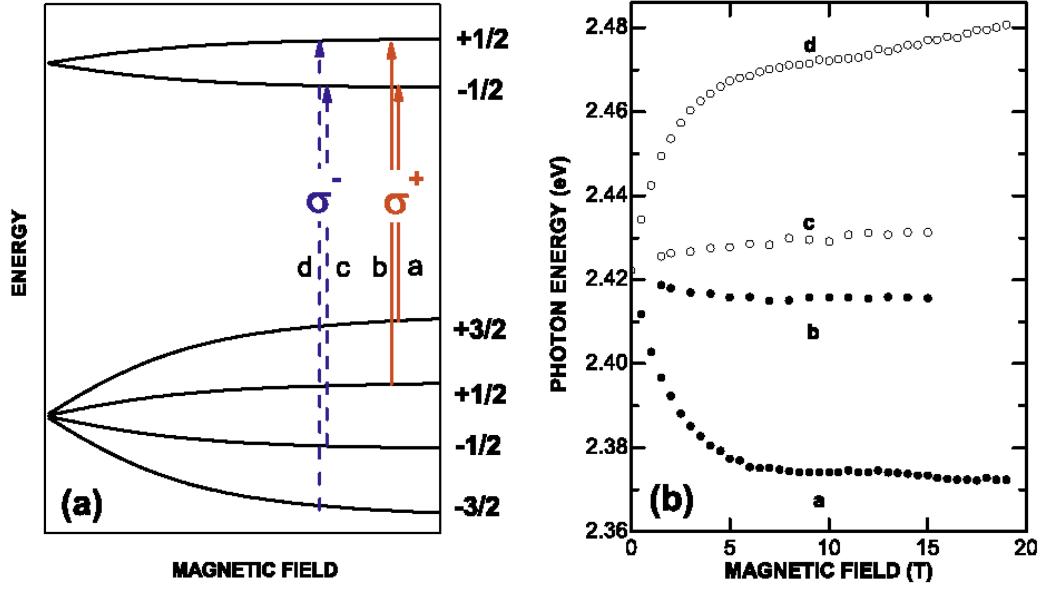 ENERGY
+1/2
-1/2
σ-
σ+
d
c
b
a
+3/2
+1/2
-1/2
-3/2
(a)
MAGNETIC FIELD
PHOTON ENERGY (eV)
2.48
2.46
2.44
2.42
2.40
2.38
2.36
d
c
b
a
(b)
0
5
10
15
20
MAGNETIC FIELD (T)